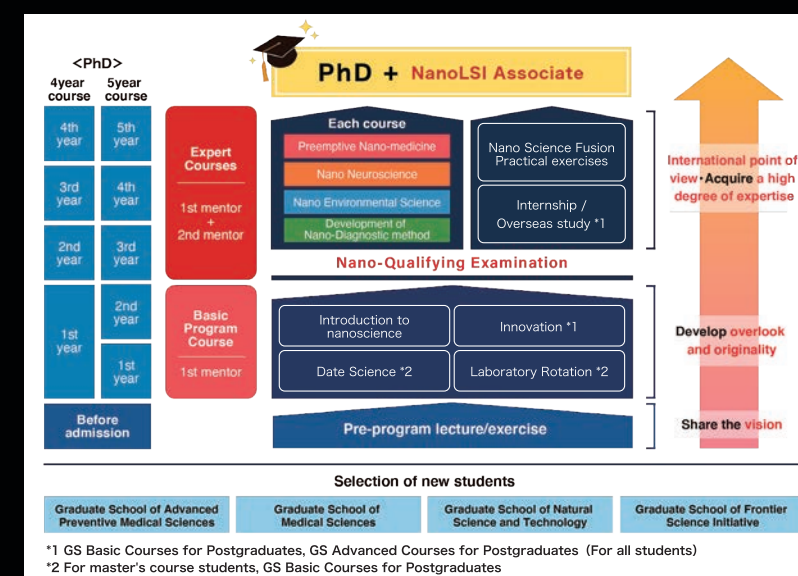 <PhD>
4year
course
5year
course
PhD + NanoLSI Associate
4th
year
5th
year
3rd
year
4th
year
2nd
year
3rd
year
1st
year
2nd
year
1st
year
Before
admission
Expert
Courses
1st mentor
+
2nd mentor
Basic
Program
Course
1st mentor
Each course
Preemptive Nano-medicine
Nano Neuroscience
Nano Environmental Science
Development of
Nano-Diagnostic method
Nano Science Fusion
Practical exercises
Internship /
Overseas study *1
Nano-Qualifying Examination
Introduction to
nanoscience
Innovation *1
Date Science *2
Laboratory Rotation *2
Pre-program lecture/exercise
International point of
view・Acquire a high
degree of expertise
Develop overlook
and originality
Share the vision
Selection of new students
Graduate School of Advanced
Preventive Medical Sciences
Graduate School of
Medical Sciences
Graduate School of Natural
Science and Technology
Graduate School of Frontier
Science Initiative
*1 GS Basic Courses for Postgraduates, GS Advanced Courses for Postgraduates (For all students)
*2 For master's course students, GS Basic Courses for Postgraduates